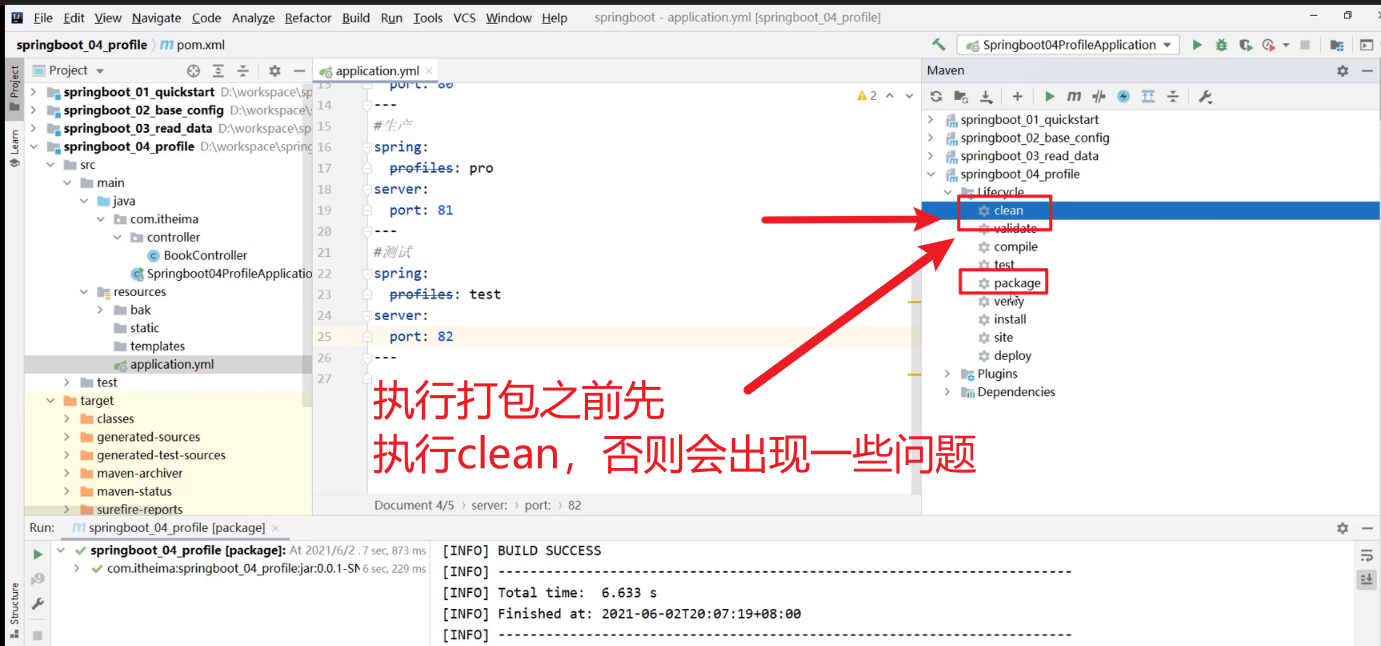 File Edit View Navigate Code Analyze Refactor Build Run Tools VCS Window Help springboot - application.yml [springboot_04_profile]
springboot_04_profile pom.xml
Springboot04ProfileApplication
Project
application.yml
Maven
Project
Learn
Structure
springboot_01_quickstart D:\workspace\sp
springboot_02_base_config D:\workspace\
springboot_03_read_data D:\workspace\sp
springboot_04_profile D:\workspace\spring
src
main
java
com.itheima
controller
BookController
Springboot04ProfileApplicatio
resources
bak
static
templates
application.yml
test
target
classes
generated-sources
generated-test-sources
maven-archiver
maven-status
surefire-reports
13 port: 80
14 ---
15 #生产
16 spring:
17 profiles: pro
18 server:
19 port: 81
20 ---
21 #测试
22 spring:
23 profiles: test
24 server:
25 port: 82
26 ---
27
2
执行打包之前先
执行clean，否则会出现一些问题
Document 4/5 server: port: 82
springboot_01_quickstart
springboot_02_base_config
springboot_03_read_data
springboot_04_profile
Lifecycle
clean
validate
compile
test
package
verify
install
site
deploy
Plugins
Dependencies
Run: springboot_04_profile [package]
springboot_04_profile [package]: At 2021/6/2 .7 sec, 873 ms
com.itheima:springboot_04_profile:jar:0.0.1-SN 6 sec, 229 ms
[INFO] BUILD SUCCESS
[INFO] ------------------------------------------------------------------------
[INFO] Total time: 6.633 s
[INFO] Finished at: 2021-06-02T20:07:19+08:00
[INFO] ------------------------------------------------------------------------